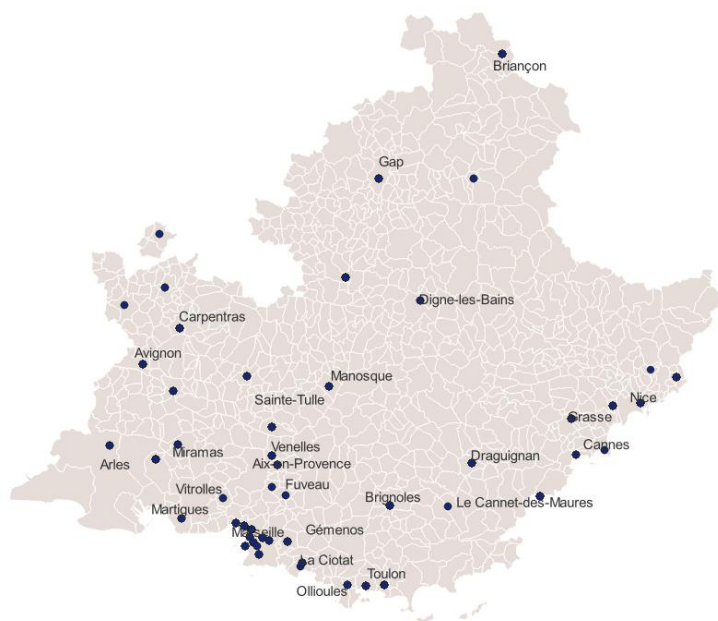 Briançon
Gap
Digne-les-Bains
Carpentras
Avignon
Manosque
Sainte-Tulle
Nice
Grasse
Cannes
Venelles
Miramas
Aix-en-Provence
Arles
Draguignan
Fuveau
Vitrolles
Brignoles
Le Cannet-des-Maures
Martigues
Marseille
Gémenos
La Ciotat
Toulon
Ollioules